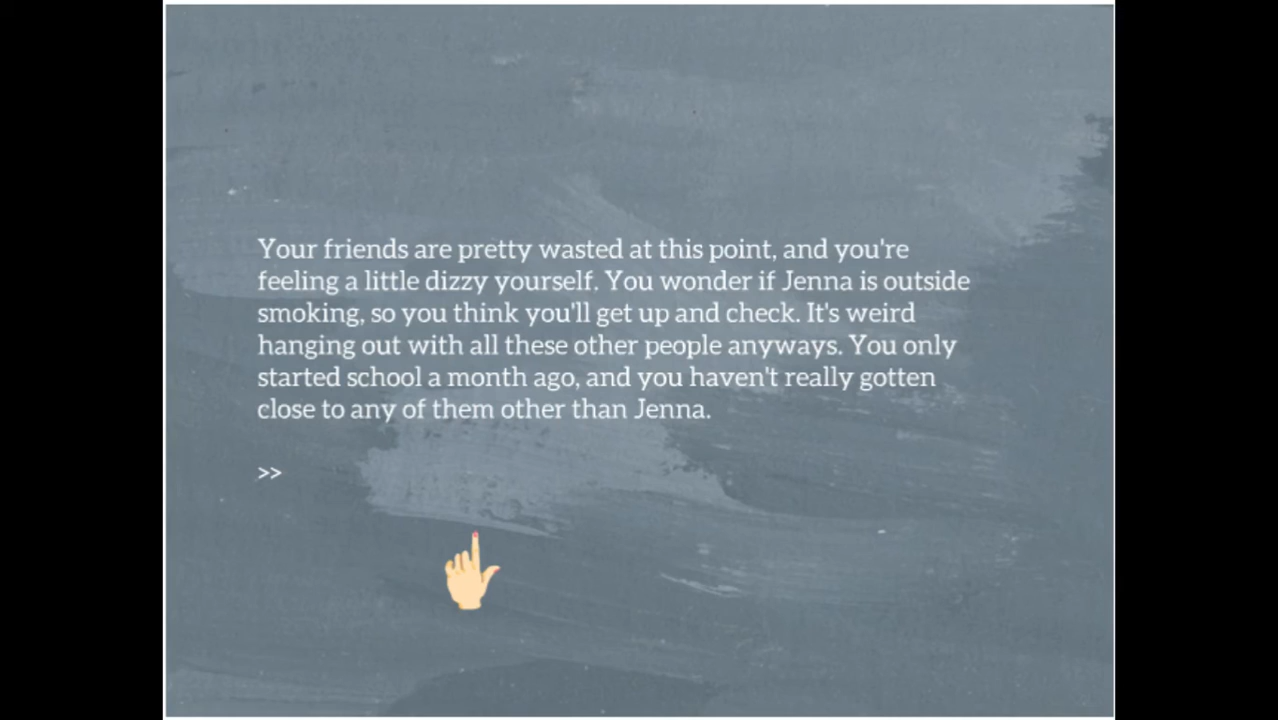 Your friends are pretty wasted at this point, and you're
feeling a little dizzy yourself. You wonder if Jenna is outside
smoking, so you think you'll get up and check. It's weird
hanging out with all these other people anyways. You only
started school a month ago, and you haven't really gotten
close to any of them other than Jenna.
>>